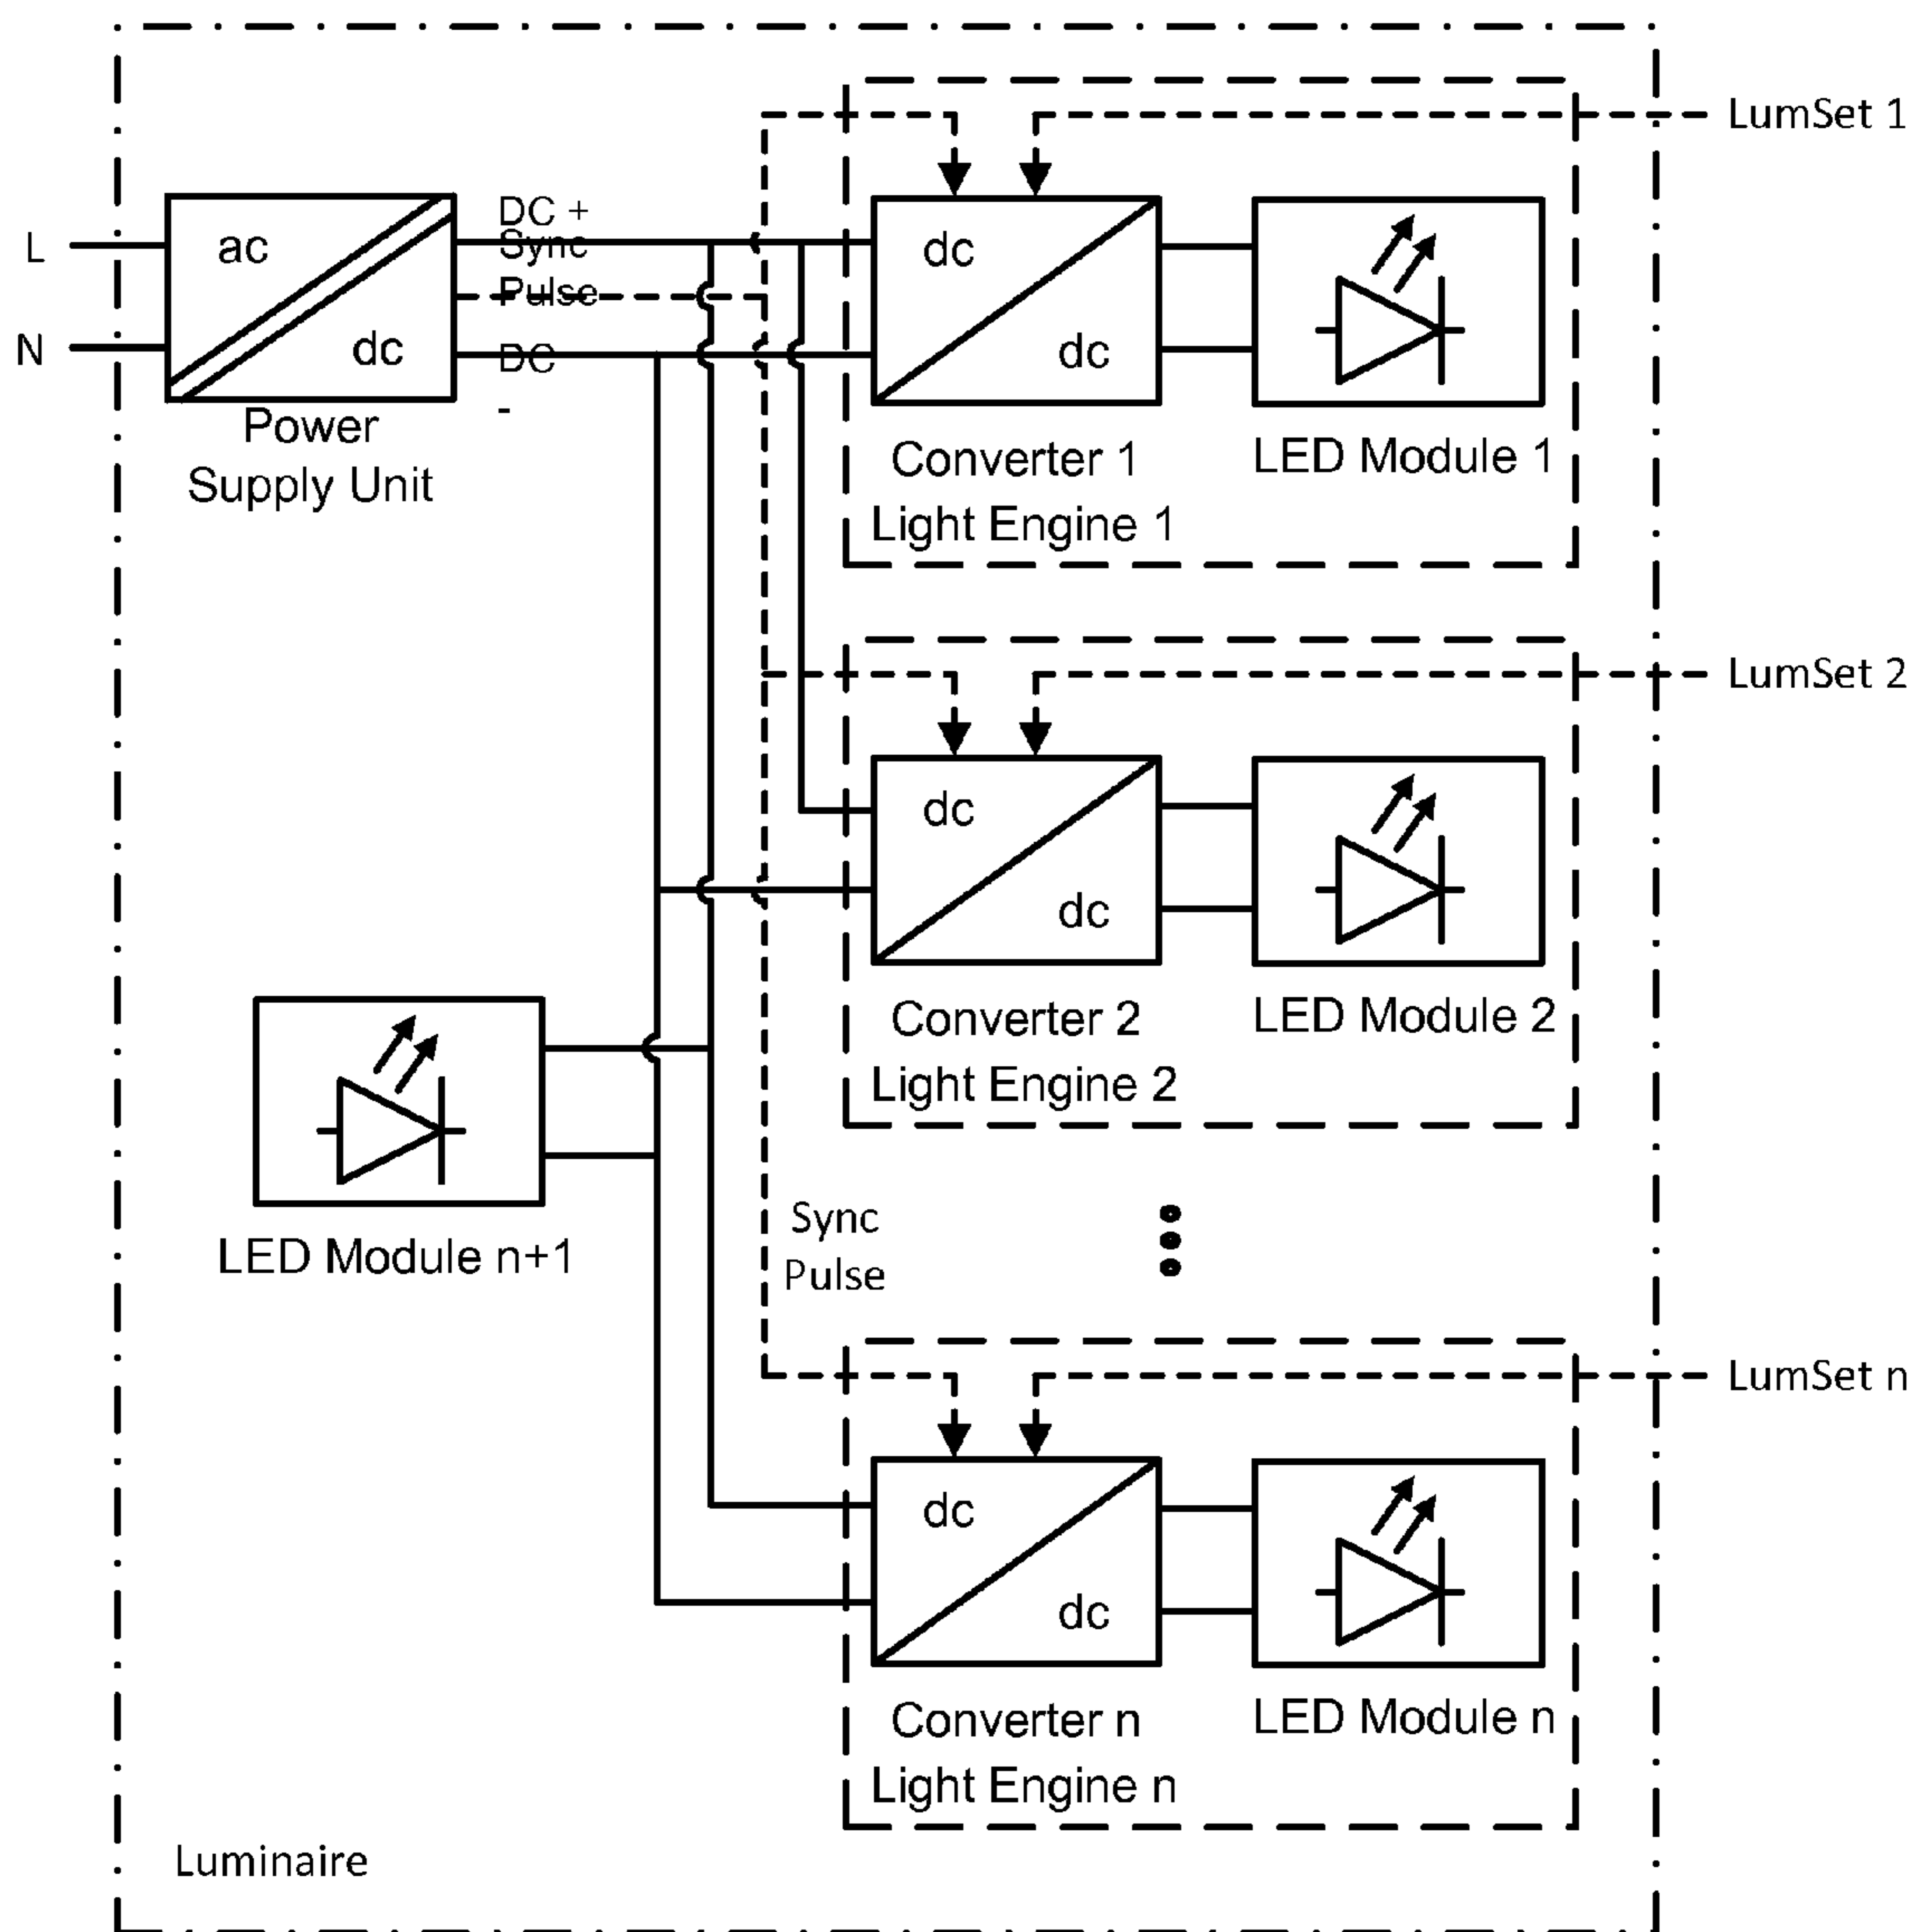 LumSet 1
L
N
ac
dc
Power
Supply Unit
DC +
Sync
Pulse
DC
-
dc
dc
Converter 1
Light Engine 1
LED Module 1
LumSet 2
dc
dc
Converter 2
Light Engine 2
LED Module 2
LED Module n+1
Sync
Pulse
LumSet n
dc
dc
Converter n
Light Engine n
LED Module n
Luminaire